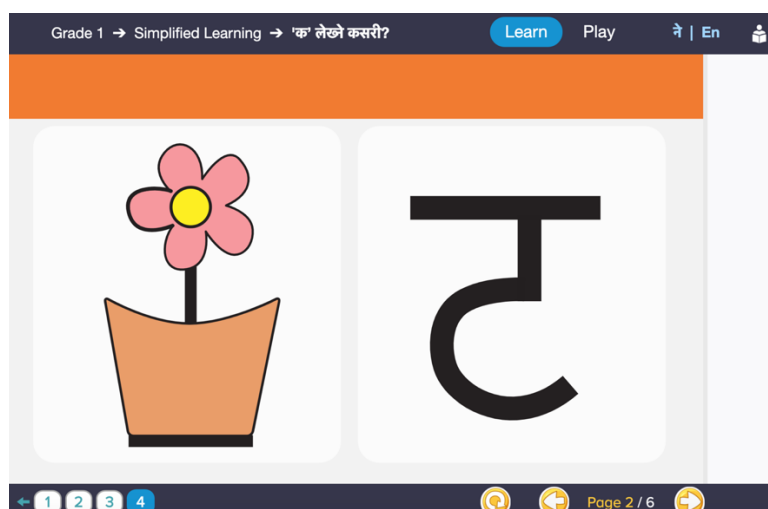 Grade 1 → Simplified Learning → 'क' लेख्ने कसरी? Learn Play ने | En
ट
← 1 2 3 4 Page 2 / 6